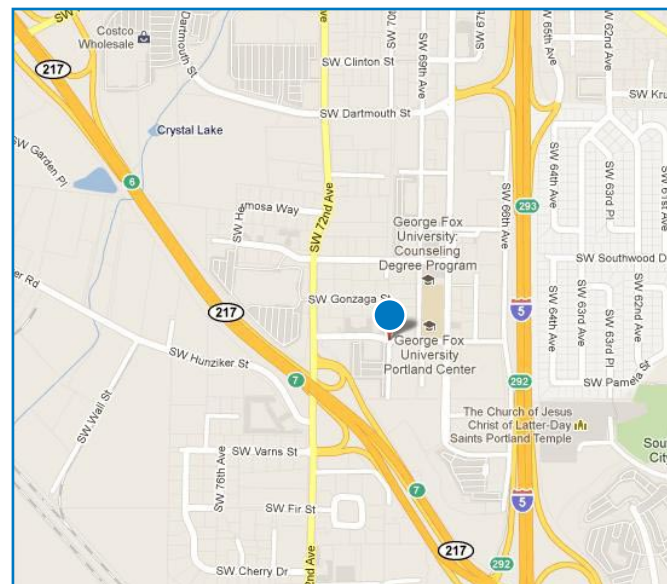 Costco
Wholesale
Dartmouth St
SW 70th
SW 67th
SW 69th Ave
65th Ave
62nd Ave
217
SW Clinton St
SW Dartmouth St
SW Kru
Crystal Lake
SW Garden Pl
6
SW 72nd Ave
SW 66th Ave
SW 64th Ave
SW 63rd Pl
SW 61st Ave
293
mosa Way
SW He
George Fox
University:
Counseling
Degree Program
SW Southwood D
er Rd
SW Gonzaga St
5
217
SW 64th Ave
SW 63rd Ave
SW 63rd Pl
SW 62nd Ave
George Fox
University
Portland Center
SW Hunziker St
7
292
SW Pamela St
SW Wall St
The Church of Jesus
Christ of Latter-Day
Saints Portland Temple
Sou
City
SW Varns St
SW 76th Ave
7
SW Fir St
5
217
292
SW Cherry Dr
2nd Ave